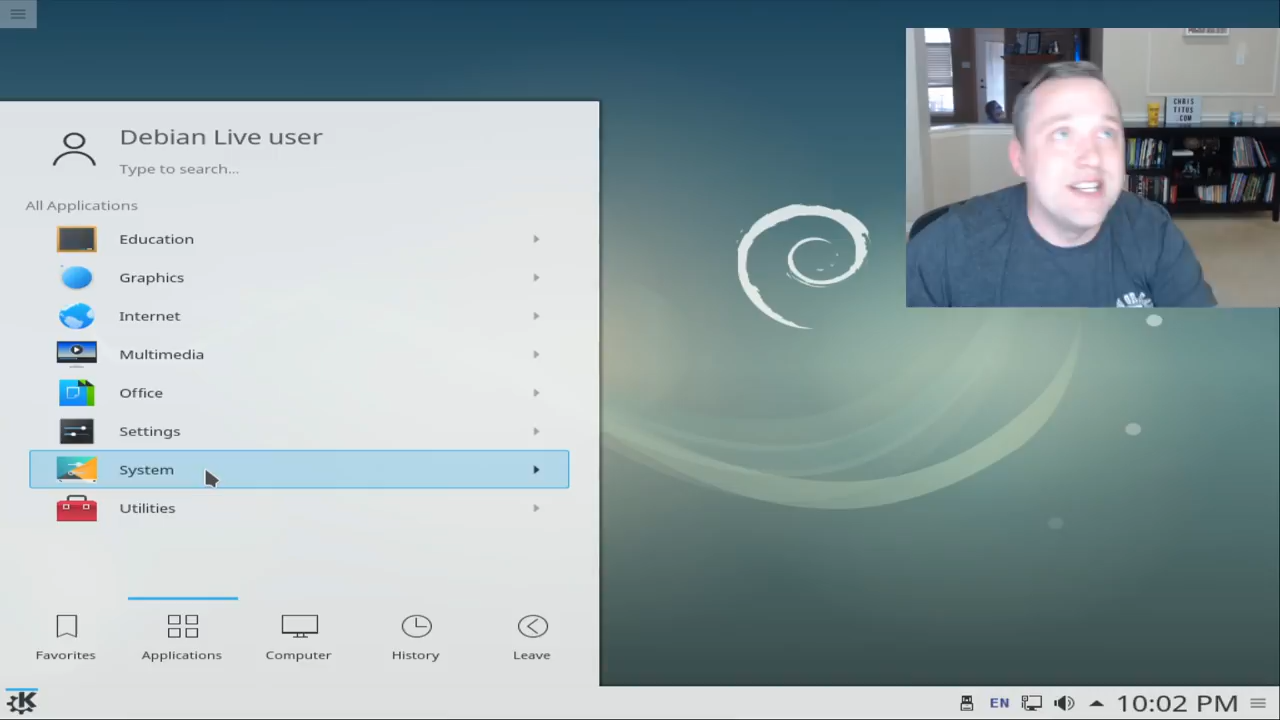 Debian Live user
Type to search...
All Applications
Education
Graphics
Internet
Multimedia
Office
Settings
System
Utilities
Favorites
Applications
Computer
History
Leave
CHRIS
TITUS
.COM
EN
10:02 PM